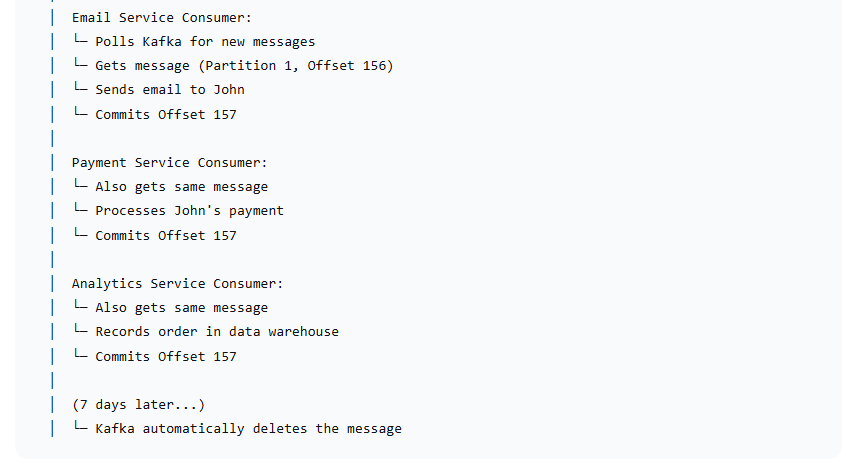 │ Email Service Consumer:
│ └─ Polls Kafka for new messages
│ └─ Gets message (Partition 1, Offset 156)
│ └─ Sends email to John
│ └─ Commits Offset 157
│
│ Payment Service Consumer:
│ └─ Also gets same message
│ └─ Processes John's payment
│ └─ Commits Offset 157
│
│ Analytics Service Consumer:
│ └─ Also gets same message
│ └─ Records order in data warehouse
│ └─ Commits Offset 157
│
│ (7 days later...)
│ └─ Kafka automatically deletes the message